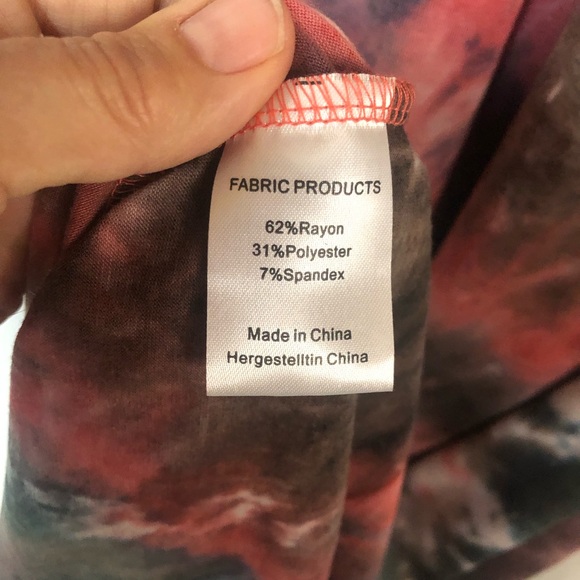 FABRIC PRODUCTS
62%Rayon
31%Polyester
7%Spandex
Made in China
Hergestelltin China